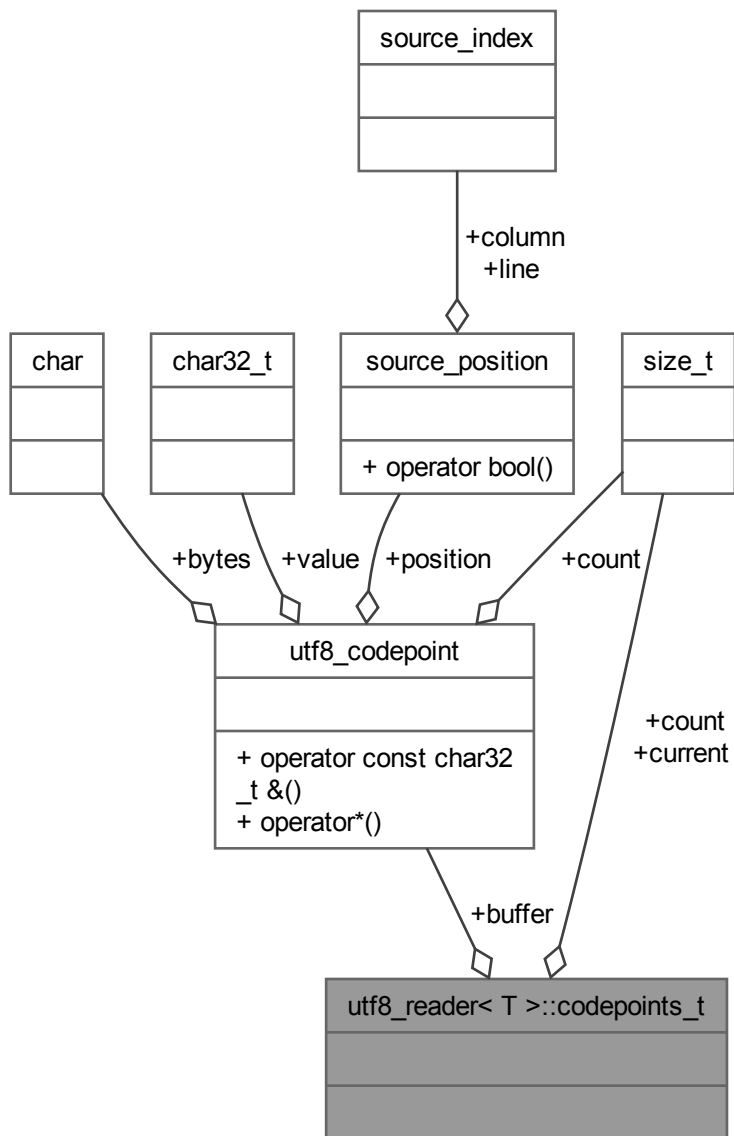 source_index
+column
+line
char
char32_t
source_position
+ operator bool()
size_t
+bytes
+value
+position
+count
utf8_codepoint
+ operator const char32
_t &()
+ operator*()
+count
+current
+buffer
utf8_reader< T >::codepoints_t